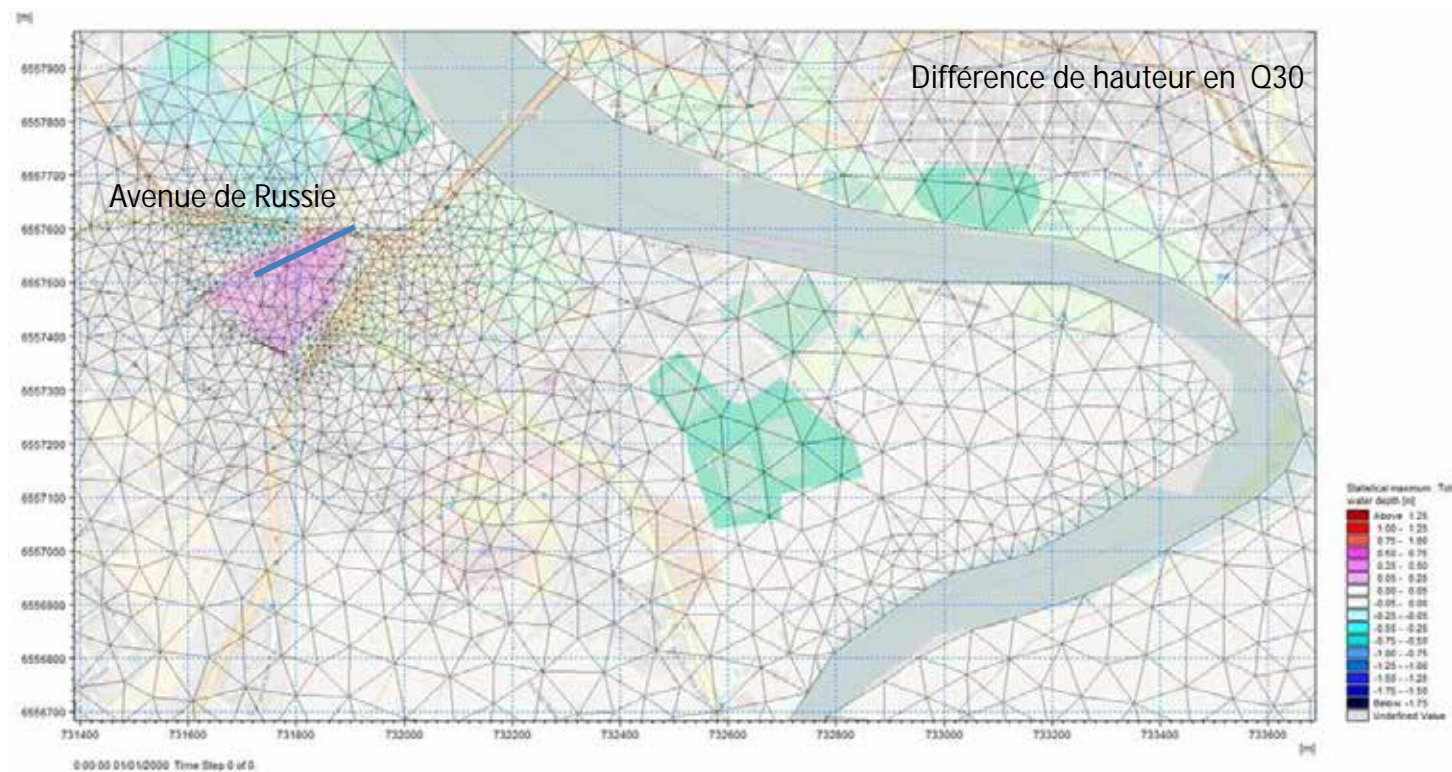 [m]
Différence de hauteur en Q30
Avenue de Russie
6557900
6557800
6557700
6557600
6557500
6557400
6557300
6557200
6557100
6557000
6556900
6556800
6556700
731400 731600 731800 732000 732200 732400 732600 732800 733000 733200 733400 733600
[m]
0:00:00 01/01/2000 Time Step 0 of 0.
Statistical maximum : Tot
water depth [m]
Above 1.25
1.00 - 1.25
0.75 - 1.00
0.50 - 0.75
0.25 - 0.50
0.05 - 0.25
0.00 - 0.05
-0.05 - 0.00
-0.25 - -0.05
-0.50 - -0.25
-0.75 - -0.50
-1.00 - -0.75
-1.25 - -1.00
-1.50 - -1.25
-1.75 - -1.50
Below -1.75
Undefined Value